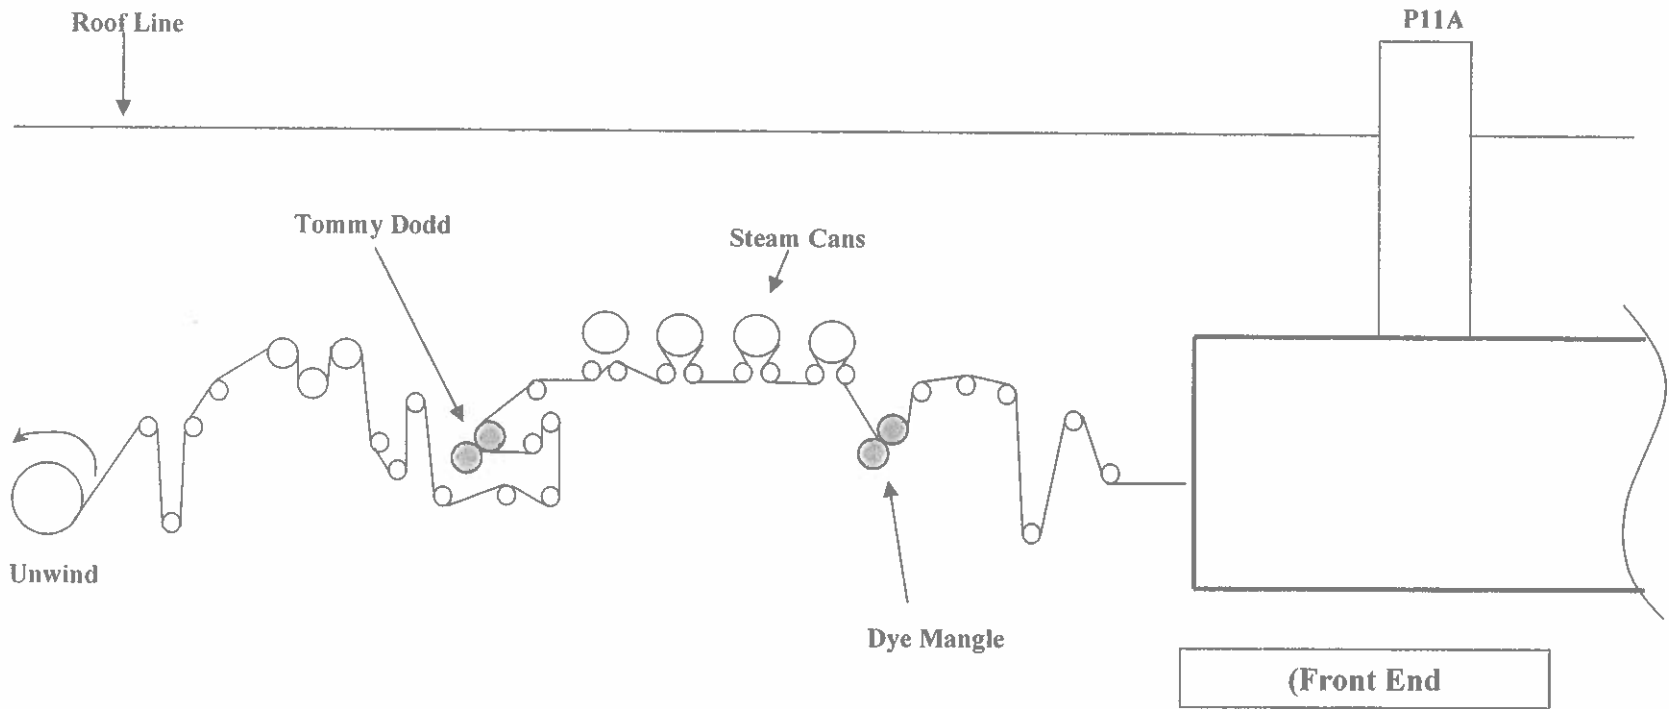 Roof Line
P11A
Tommy Dodd
Steam Cans
Unwind
Dye Mangle
(Front End